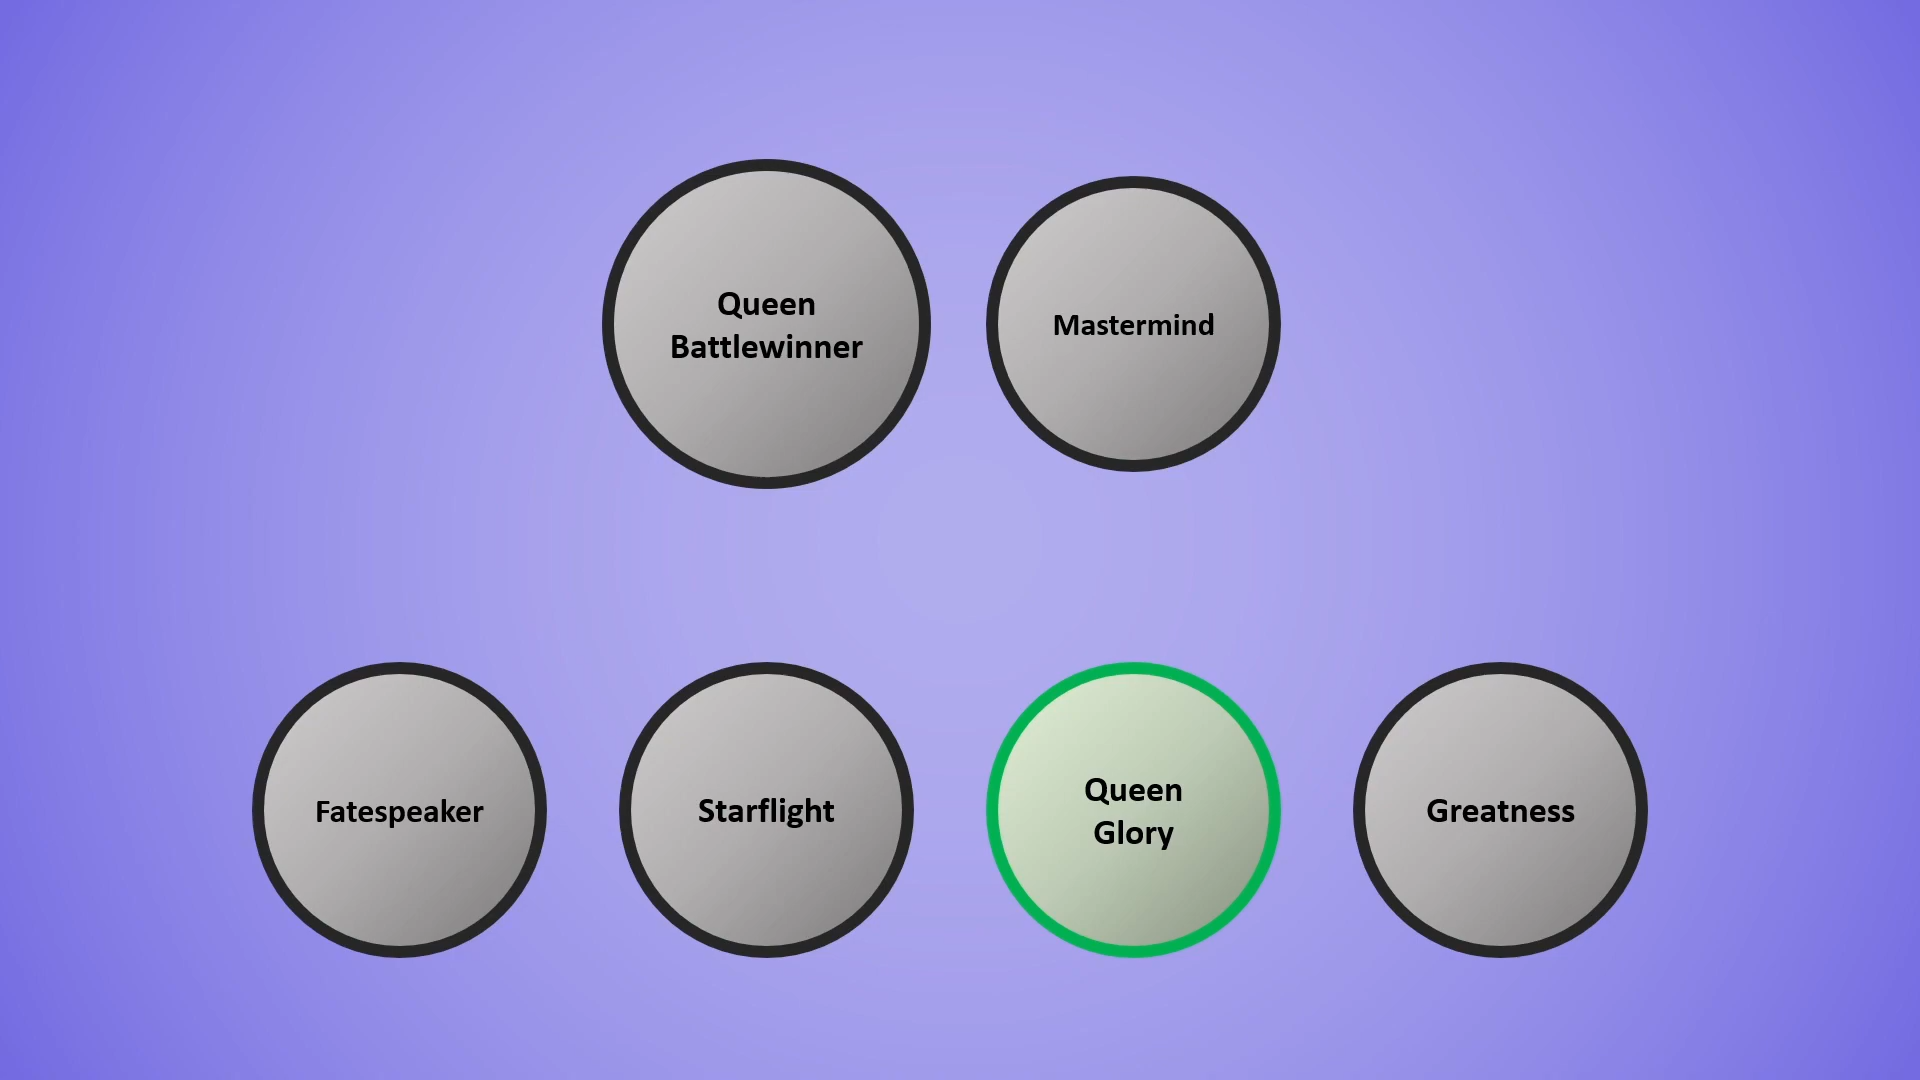 Queen
Battlewinner
Mastermind
Fatespeaker
Starflight
Queen
Glory
Greatness